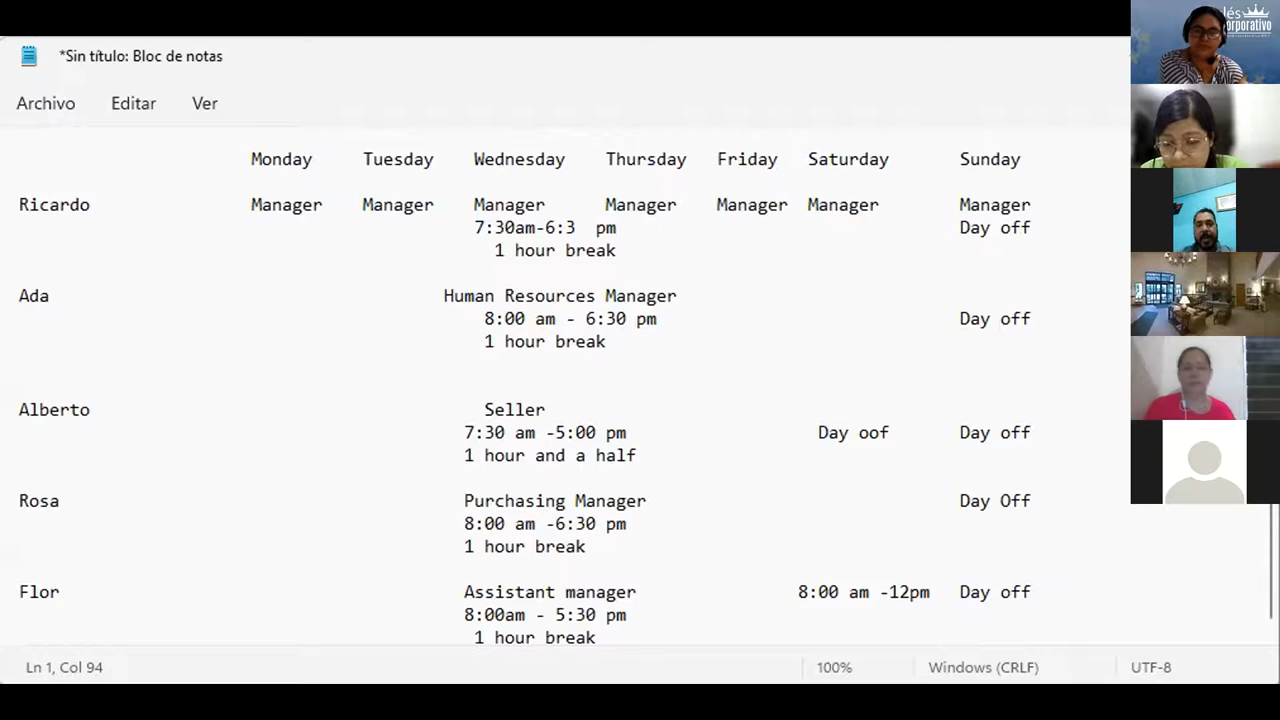 *Sin título: Bloc de notas
Archivo Editar Ver
Monday Tuesday Wednesday Thursday Friday Saturday Sunday
Ricardo Manager Manager Manager Manager Manager Manager Manager
7:30am-6:3 pm Day off
1 hour break
Ada Human Resources Manager
8:00 am - 6:30 pm Day off
1 hour break
Alberto Seller
7:30 am -5:00 pm Day oof Day off
1 hour and a half
Rosa Purchasing Manager Day Off
8:00 am -6:30 pm
1 hour break
Flor Assistant manager 8:00 am -12pm Day off
8:00am - 5:30 pm
1 hour break
Ln 1, Col 94 100% Windows (CRLF) UTF-8